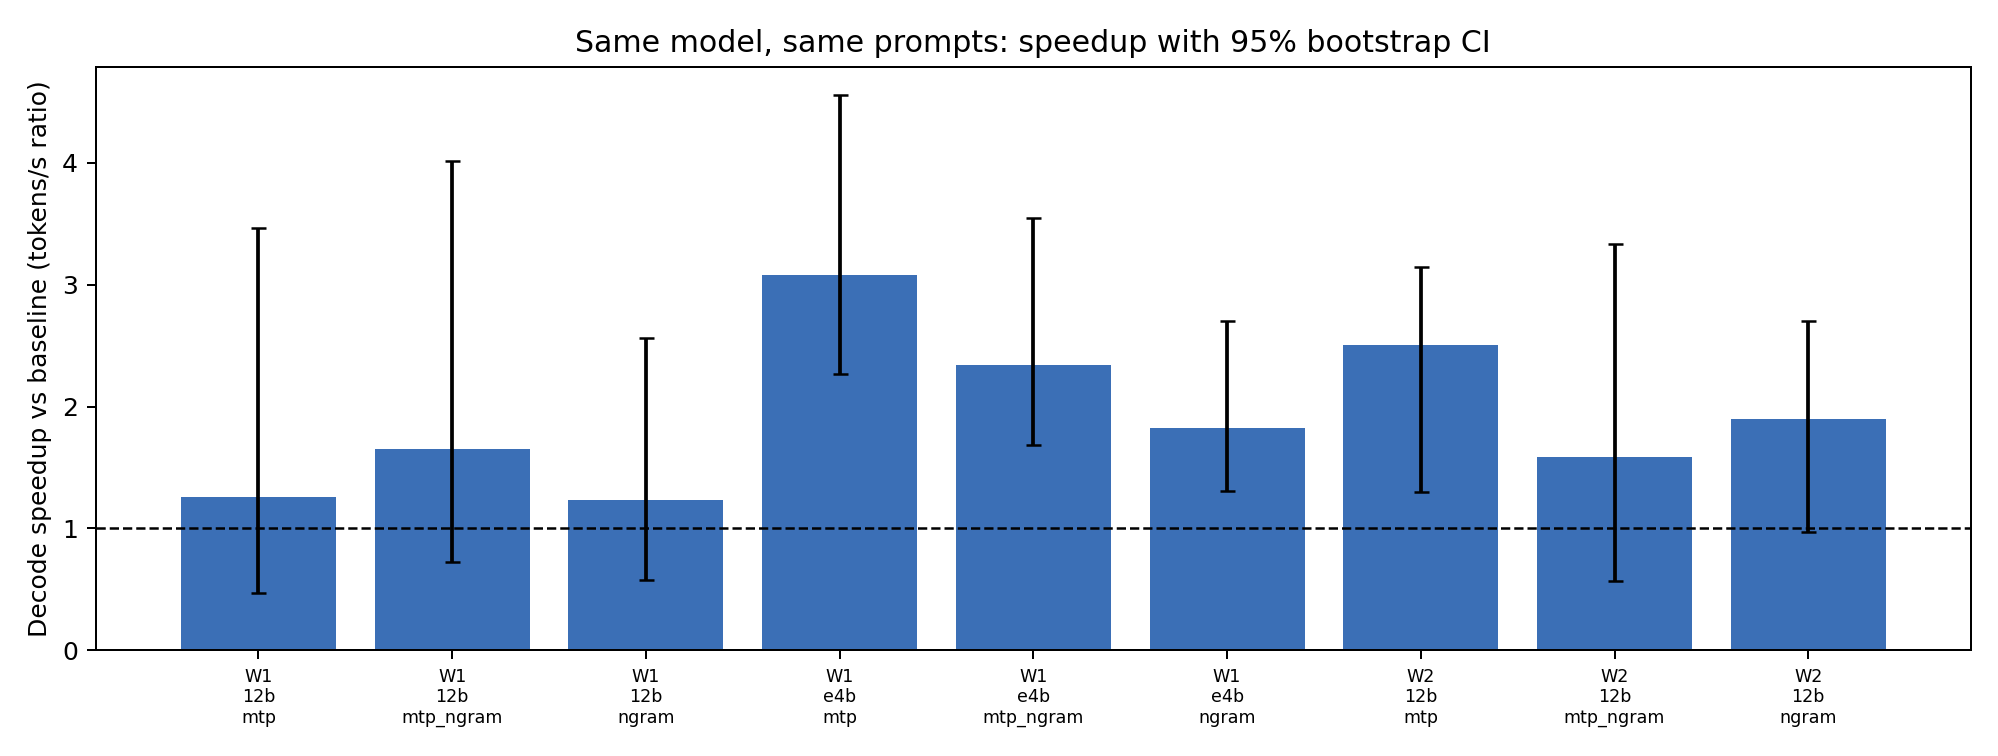 Same model, same prompts: speedup with 95% bootstrap CI
Decode speedup vs baseline (tokens/s ratio)
4
3
2
1
0
W1
12b
mtp
W1
12b
mtp_ngram
W1
12b
ngram
W1
e4b
mtp
W1
e4b
mtp_ngram
W1
e4b
ngram
W2
12b
mtp
W2
12b
mtp_ngram
W2
12b
ngram